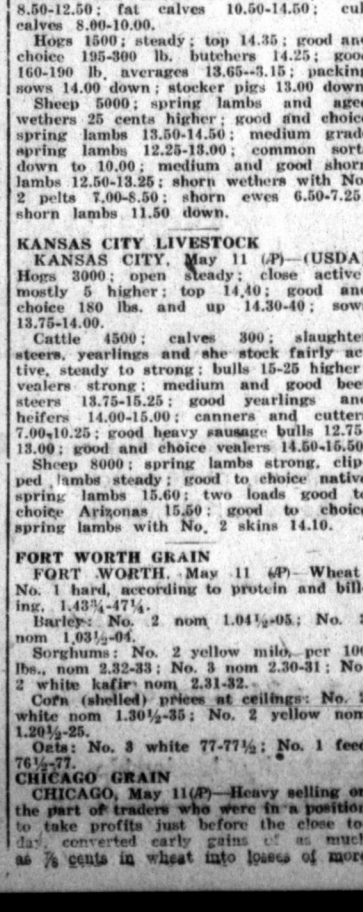 8.50-12.50; fat calves 10.50-14.50; cul
calves 8.00-10.00.
Hogs 1500; steady; top 14.35; good an
choice 195-300 lb. butchers 14.25; goo
160-190 lb. averages 13.65--3.15; packin
sows 14.00 down; stocker pigs 13.00 down
Sheep 5000; spring lambs and age
wethers 25 cents higher; good and choic
spring lambs 13.50-14.50; medium grad
spring lambs 12.25-13.00; common sort
down to 10.00; medium and good shor
lambs 12.50-13.25; shorn wethers with No
2 pelts 7.00-8.50; shorn ewes 6.50-7.25
shorn lambs 11.50 down.
KANSAS CITY LIVESTOCK
KANSAS CITY, May 11 (AP)—(USDA
Hogs 3000; open steady; close active
mostly 5 higher; top 14.40; good an
choice 180 lbs. and up 14.30-40; sow
13.75-14.00.
Cattle 4500; calves 300; slaughte
steers, yearlings and she stock fairly ac
tive, steady to strong; bulls 15-25 higher
vealers strong; medium and good bee
steers 13.75-15.25; good yearlings an
heifers 14.00-15.00; canners and cutter
7.00-10.25; good heavy sausage bulls 12.75
13.00; good and choice vealers 14.50-15.50
Sheep 8000; spring lambs strong, clip
ped lambs steady; good to choice nativ
spring lambs 15.60; two loads good t
choice Arizonas 15.50; good to choic
spring lambs with No. 2 skins 14.10.
FORT WORTH GRAIN
FORT WORTH, May 11 (AP)—Wheat
No. 1 hard, according to protein and bill
ing, 1.43¾-47¼.
Barley: No. 2 nom 1.04½-05; No. 3
nom 1.03½-04.
Sorghums: No. 2 yellow milo, per 10
lbs., nom 2.32-33; No. 3 nom 2.30-31; No
2 white kafir nom 2.31-32.
Corn (shelled) prices at ceilings: No. 2
white nom 1.30½-35; No. 2 yellow nom
1.20½-25.
Oats: No. 3 white 77-77½; No. 1 feed
76½-77.
CHICAGO GRAIN
CHICAGO, May 11(AP)—Heavy selling on
the part of traders who were in a position
to take profits just before the close to
day, converted early gains of as much
as ⅞ cents in wheat into losses of more